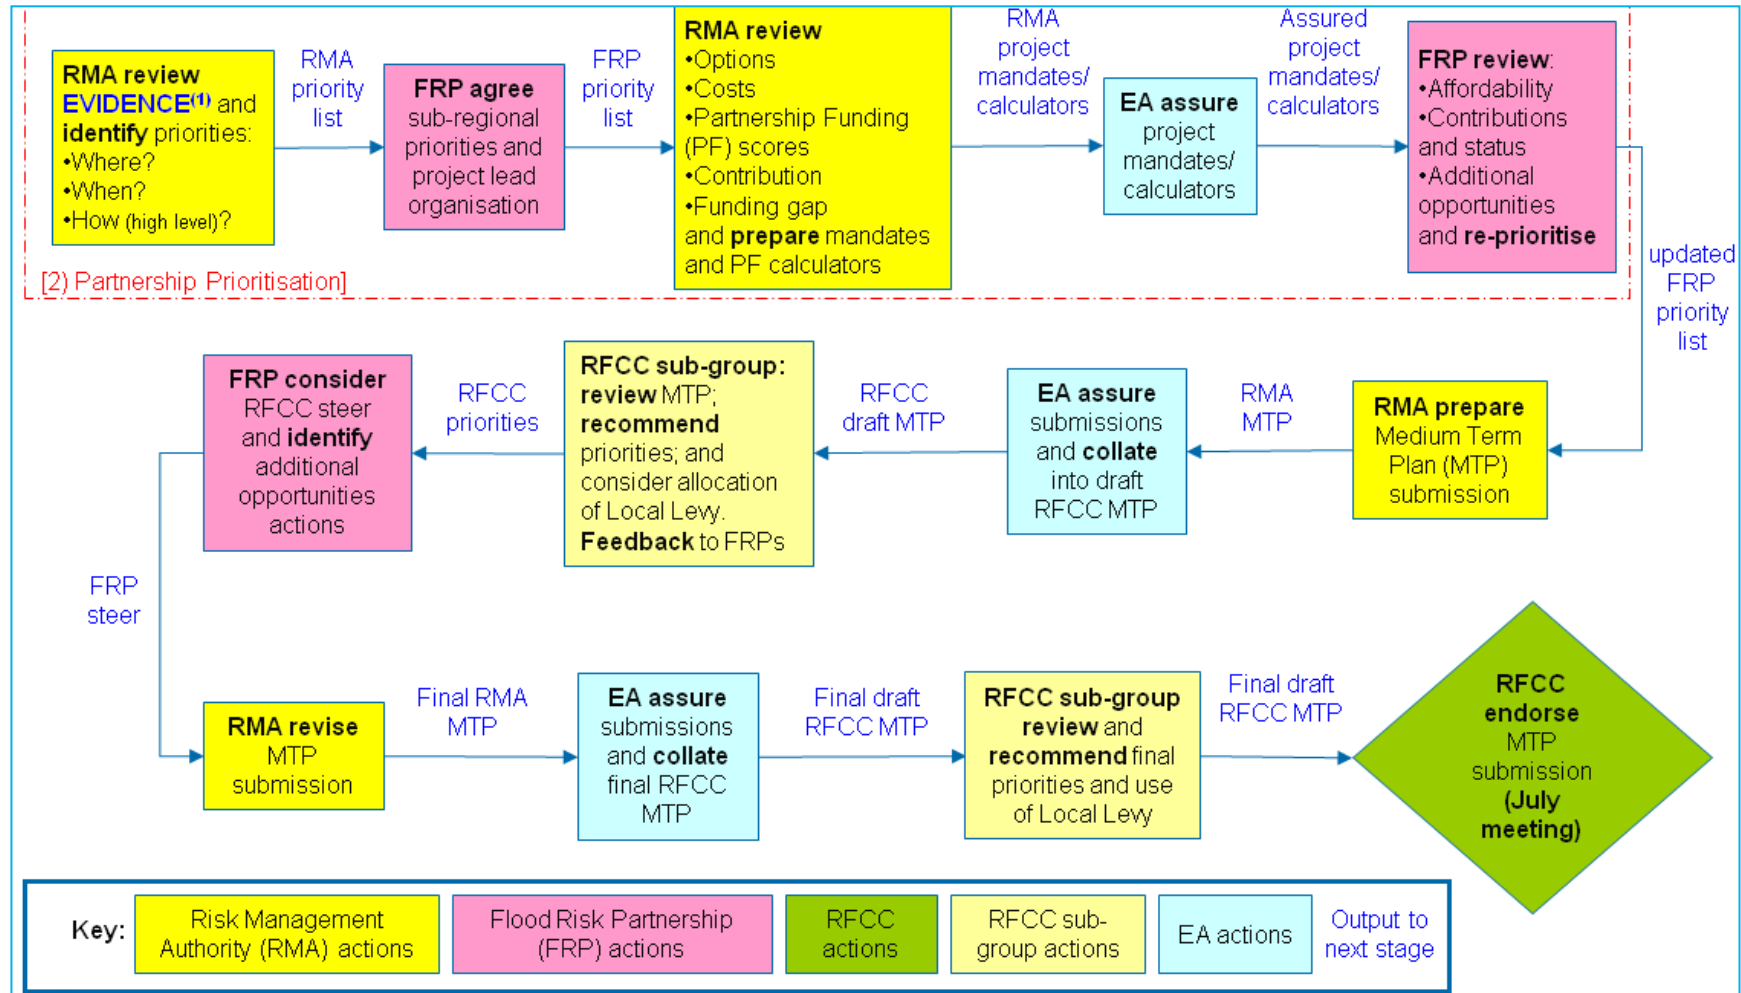 RMA review
EVIDENCE(1) and
identify priorities:
•Where?
•When?
•How (high level)?
RMA
priority
list
FRP agree
sub-regional
priorities and
project lead
organisation
FRP
priority
list
RMA review
•Options
•Costs
•Partnership Funding
(PF) scores
•Contribution
•Funding gap
and prepare mandates
and PF calculators
RMA
project
mandates/
calculators
EA assure
project
mandates/
calculators
Assured
project
mandates/
calculators
FRP review:
•Affordability
•Contributions
and status
•Additional
opportunities
and re-prioritise
[2) Partnership Prioritisation]
updated
FRP
priority
list
RMA prepare
Medium Term
Plan (MTP)
submission
RMA
MTP
EA assure
submissions
and collate
into draft
RFCC MTP
RFCC
draft MTP
RFCC sub-group:
review MTP;
recommend
priorities; and
consider allocation
of Local Levy.
Feedback to FRPs
RFCC
priorities
FRP consider
RFCC steer
and identify
additional
opportunities
actions
FRP
steer
RMA revise
MTP
submission
Final RMA
MTP
EA assure
submissions
and collate
final RFCC
MTP
Final draft
RFCC MTP
RFCC sub-group
review and
recommend final
priorities and use
of Local Levy
Final draft
RFCC MTP
RFCC
endorse
MTP
submission
(July
meeting)
Key:
Risk Management
Authority (RMA) actions
Flood Risk Partnership
(FRP) actions
RFCC
actions
RFCC sub-
group actions
EA actions
Output to
next stage